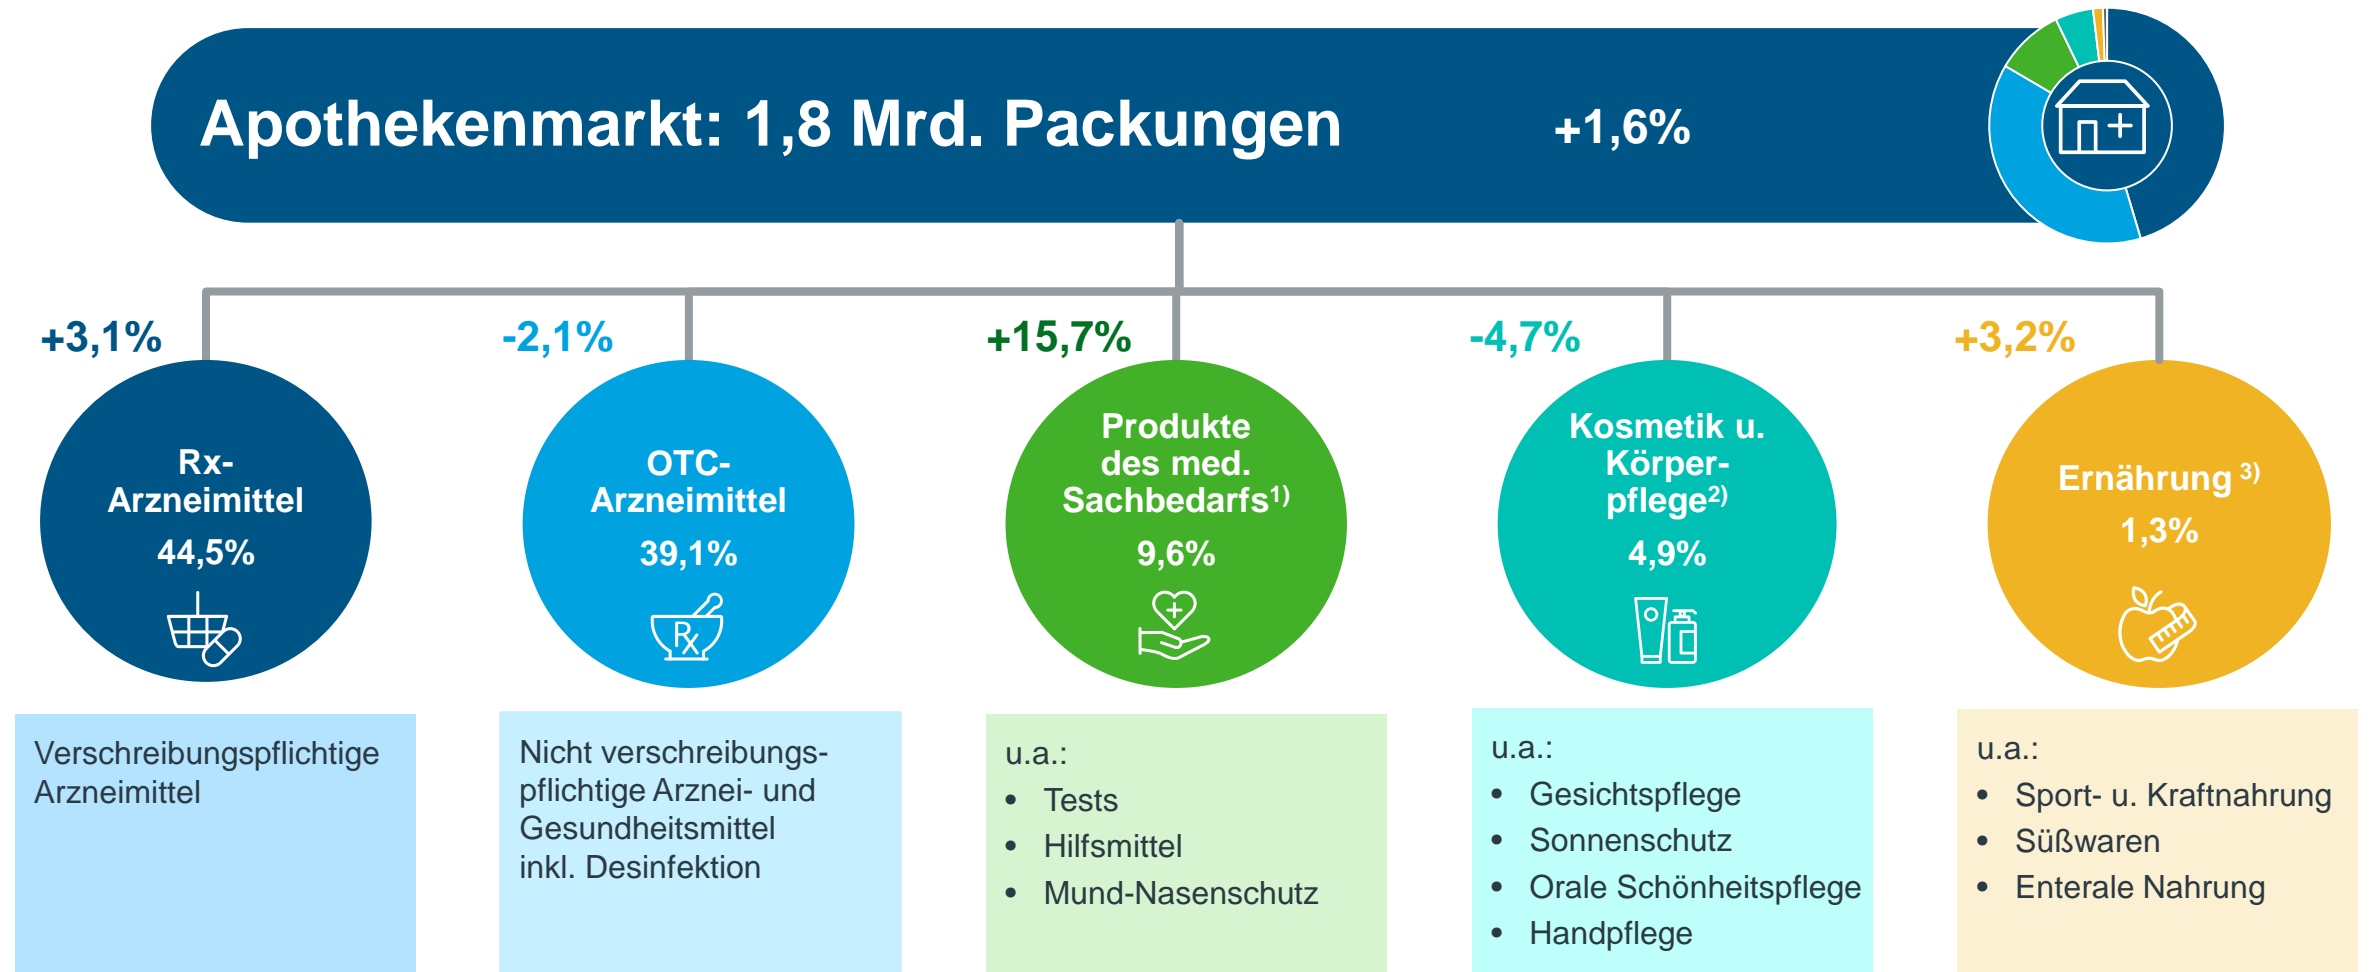 Apothekenmarkt: 1,8 Mrd. Packungen +1,6%
+3,1%
Rx-
Arzneimittel
44,5%
Verschreibungspflichtige
Arzneimittel
-2,1%
OTC-
Arzneimittel
39,1%
Rx
Nicht verschreibungs-
pflichtige Arznei- und
Gesundheitsmittel
inkl. Desinfektion
+15,7%
Produkte
des med.
Sachbedarfs1)
9,6%
u.a.:
• Tests
• Hilfsmittel
• Mund-Nasenschutz
-4,7%
Kosmetik u.
Körper-
pflege2)
4,9%
u.a.:
• Gesichtspflege
• Sonnenschutz
• Orale Schönheitspflege
• Handpflege
+3,2%
Ernährung 3)
1,3%
u.a.:
• Sport- u. Kraftnahrung
• Süßwaren
• Enterale Nahrung